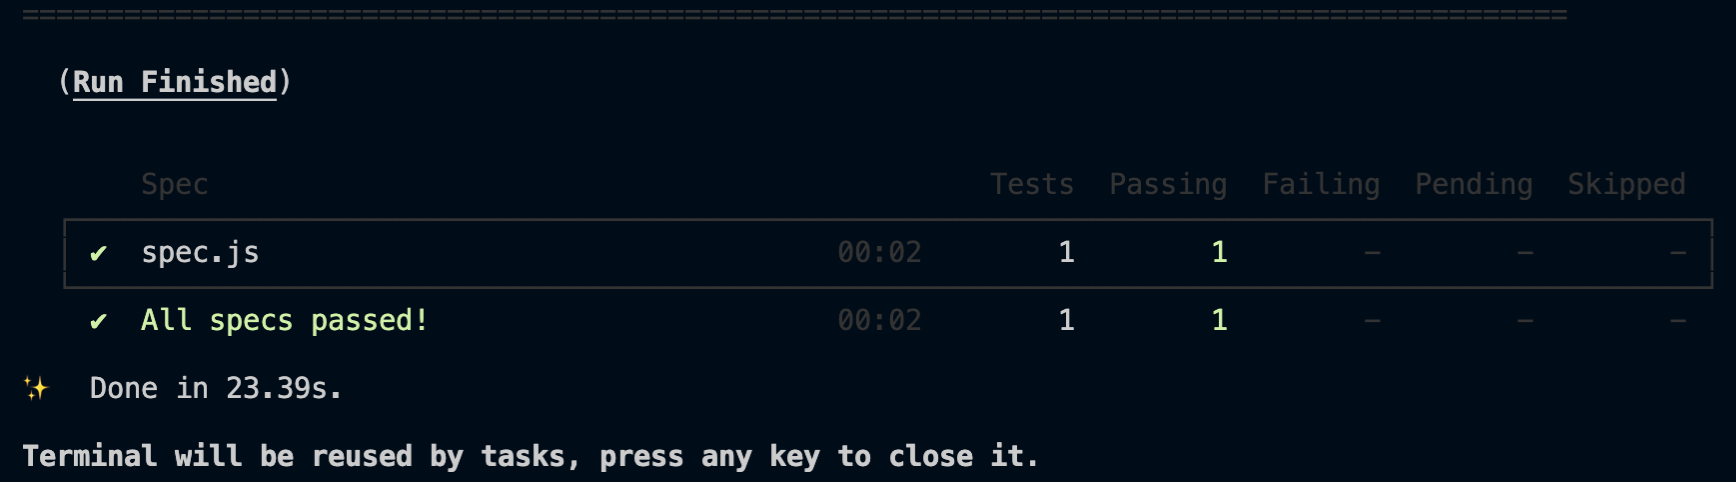 ====================================================================================================
(Run Finished)
Spec Tests Passing Failing Pending Skipped
✔ spec.js 00:02 1 1 - - -
✔ All specs passed! 00:02 1 1 - - -
✨ Done in 23.39s.
Terminal will be reused by tasks, press any key to close it.